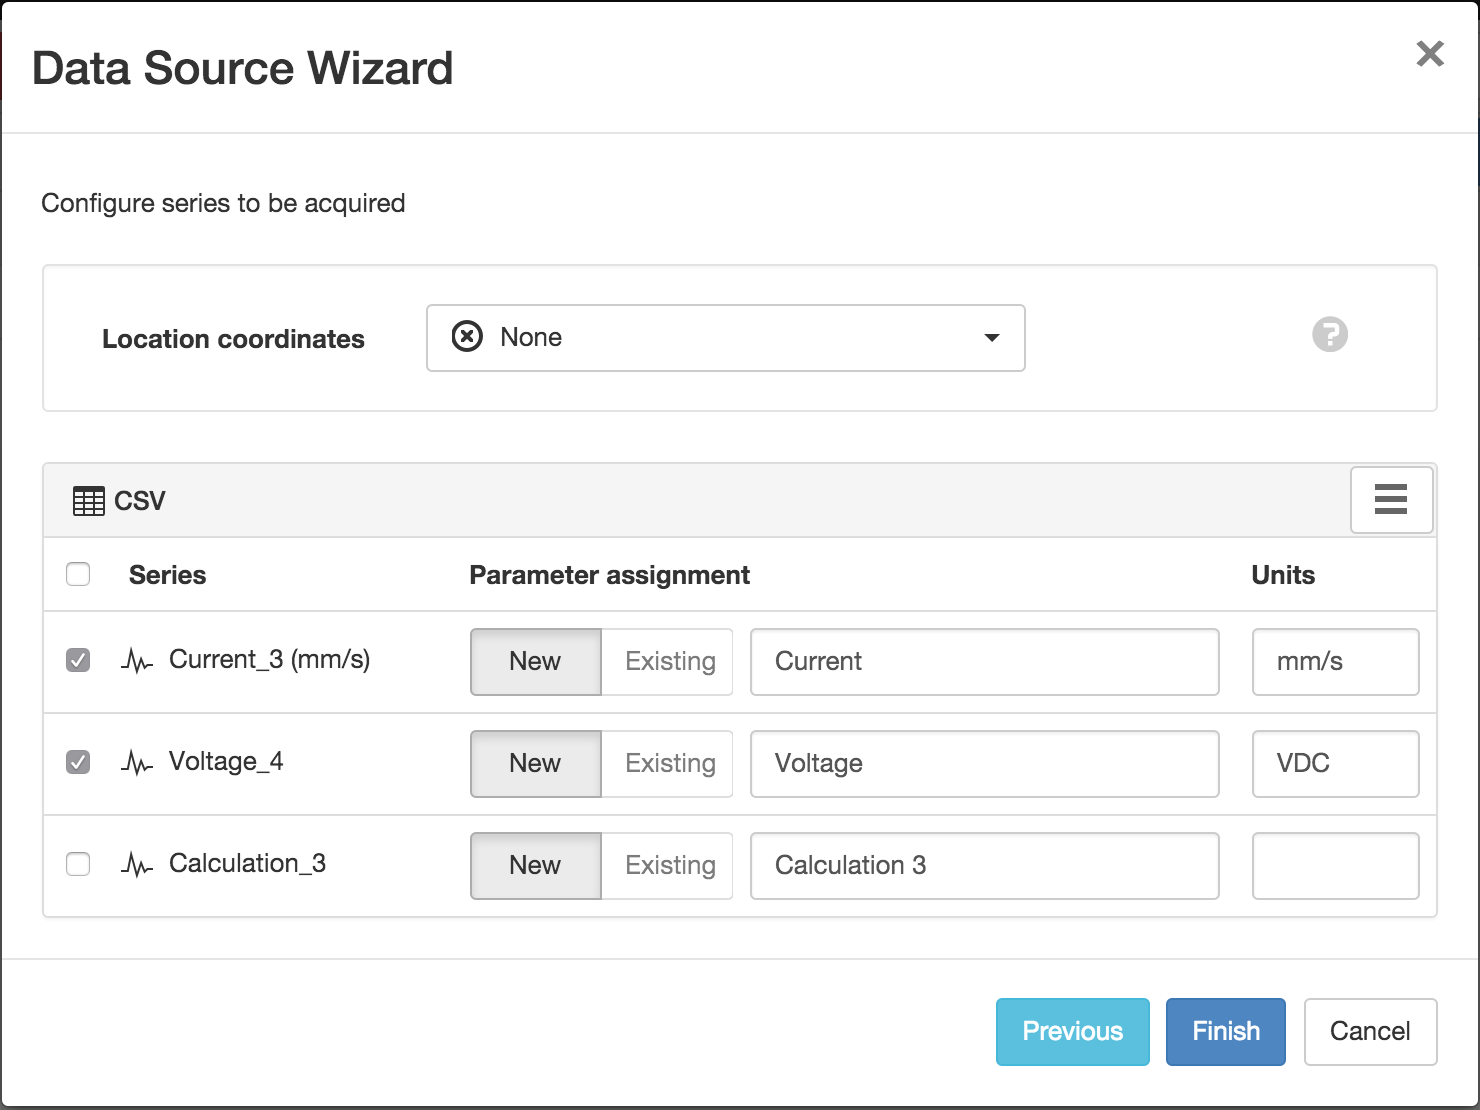 Data Source Wizard
Configure series to be acquired
Location coordinates None
CSV
Series Parameter assignment Units
Current_3 (mm/s) New Existing Current mm/s
Voltage_4 New Existing Voltage VDC
Calculation_3 New Existing Calculation 3
Previous Finish Cancel